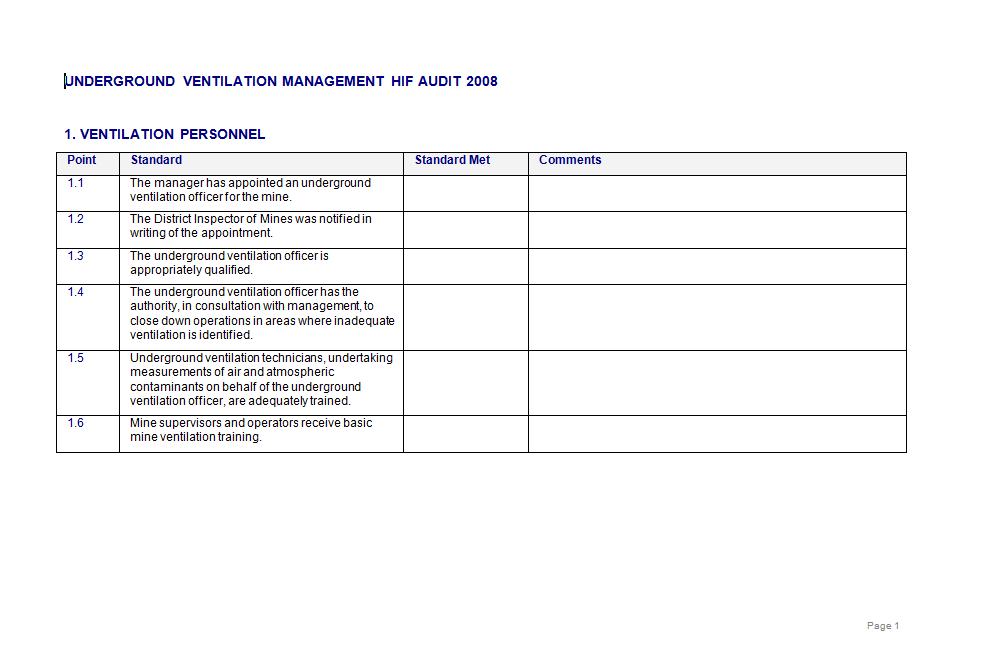 UNDERGROUND VENTILATION MANAGEMENT HIF AUDIT 2008
1. VENTILATION PERSONNEL
Point Standard Standard Met Comments
1.1 The manager has appointed an underground
ventilation officer for the mine.
1.2 The District Inspector of Mines was notified in
writing of the appointment.
1.3 The underground ventilation officer is
appropriately qualified.
1.4 The underground ventilation officer has the
authority, in consultation with management, to
close down operations in areas where inadequate
ventilation is identified.
1.5 Underground ventilation technicians, undertaking
measurements of air and atmospheric
contaminants on behalf of the underground
ventilation officer, are adequately trained.
1.6 Mine supervisors and operators receive basic
mine ventilation training.
Page 1